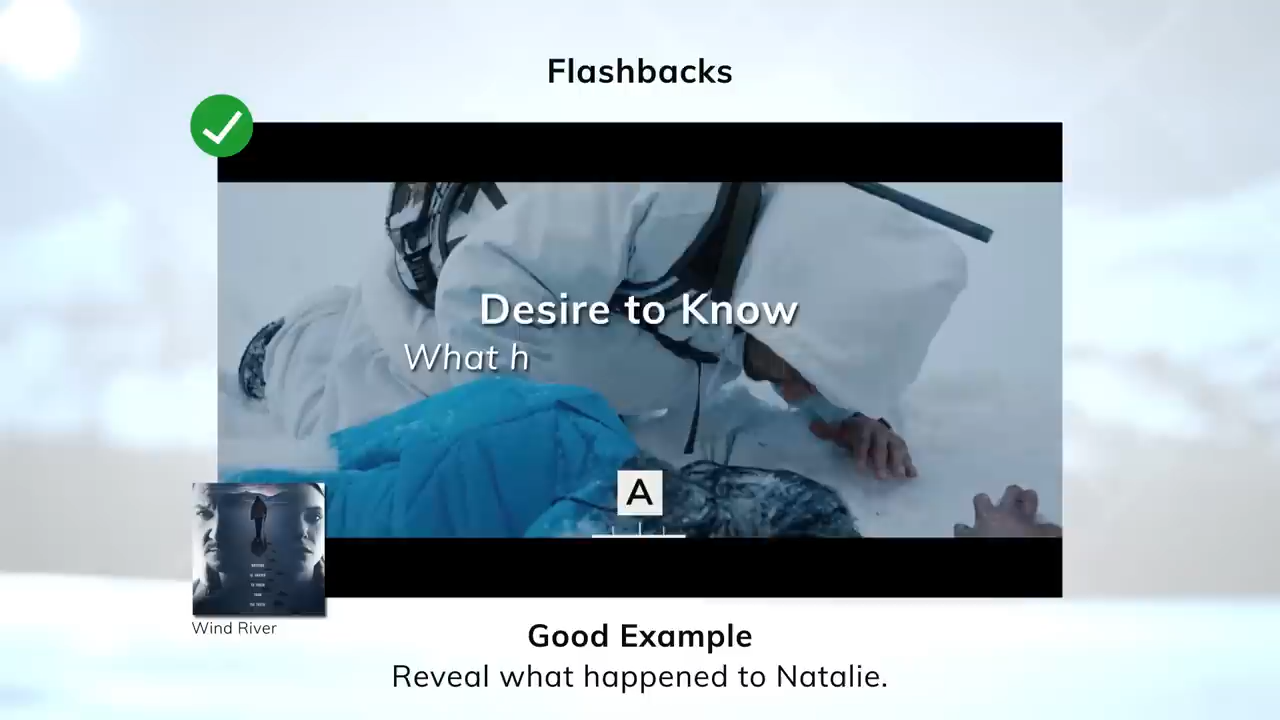 Flashbacks
Desire to Know
What h
A
Wind River
Good Example
Reveal what happened to Natalie.